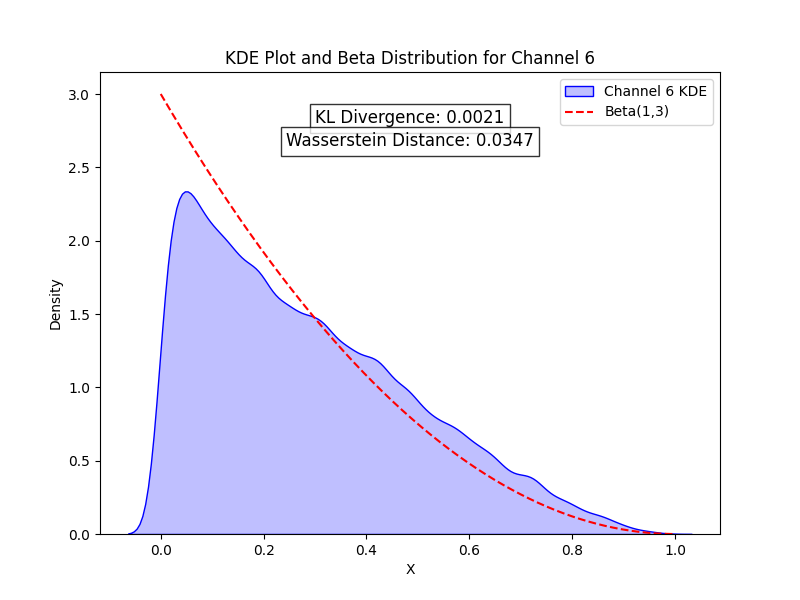 KDE Plot and Beta Distribution for Channel 6
KL Divergence: 0.0021
Wasserstein Distance: 0.0347
Channel 6 KDE
Beta(1,3)
Density
3.0
2.5
2.0
1.5
1.0
0.5
0.0
0.0 0.2 0.4 0.6 0.8 1.0
X